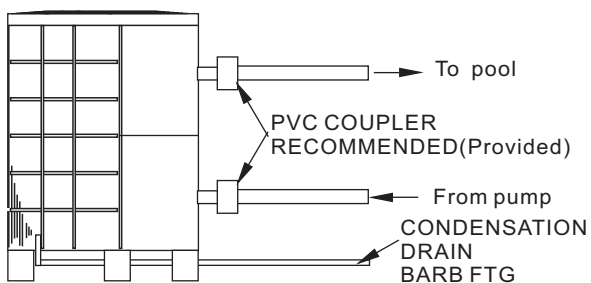 To pool
PVC COUPLER
RECOMMENDED(Provided)
From pump
CONDENSATION
DRAIN
BARB FTG